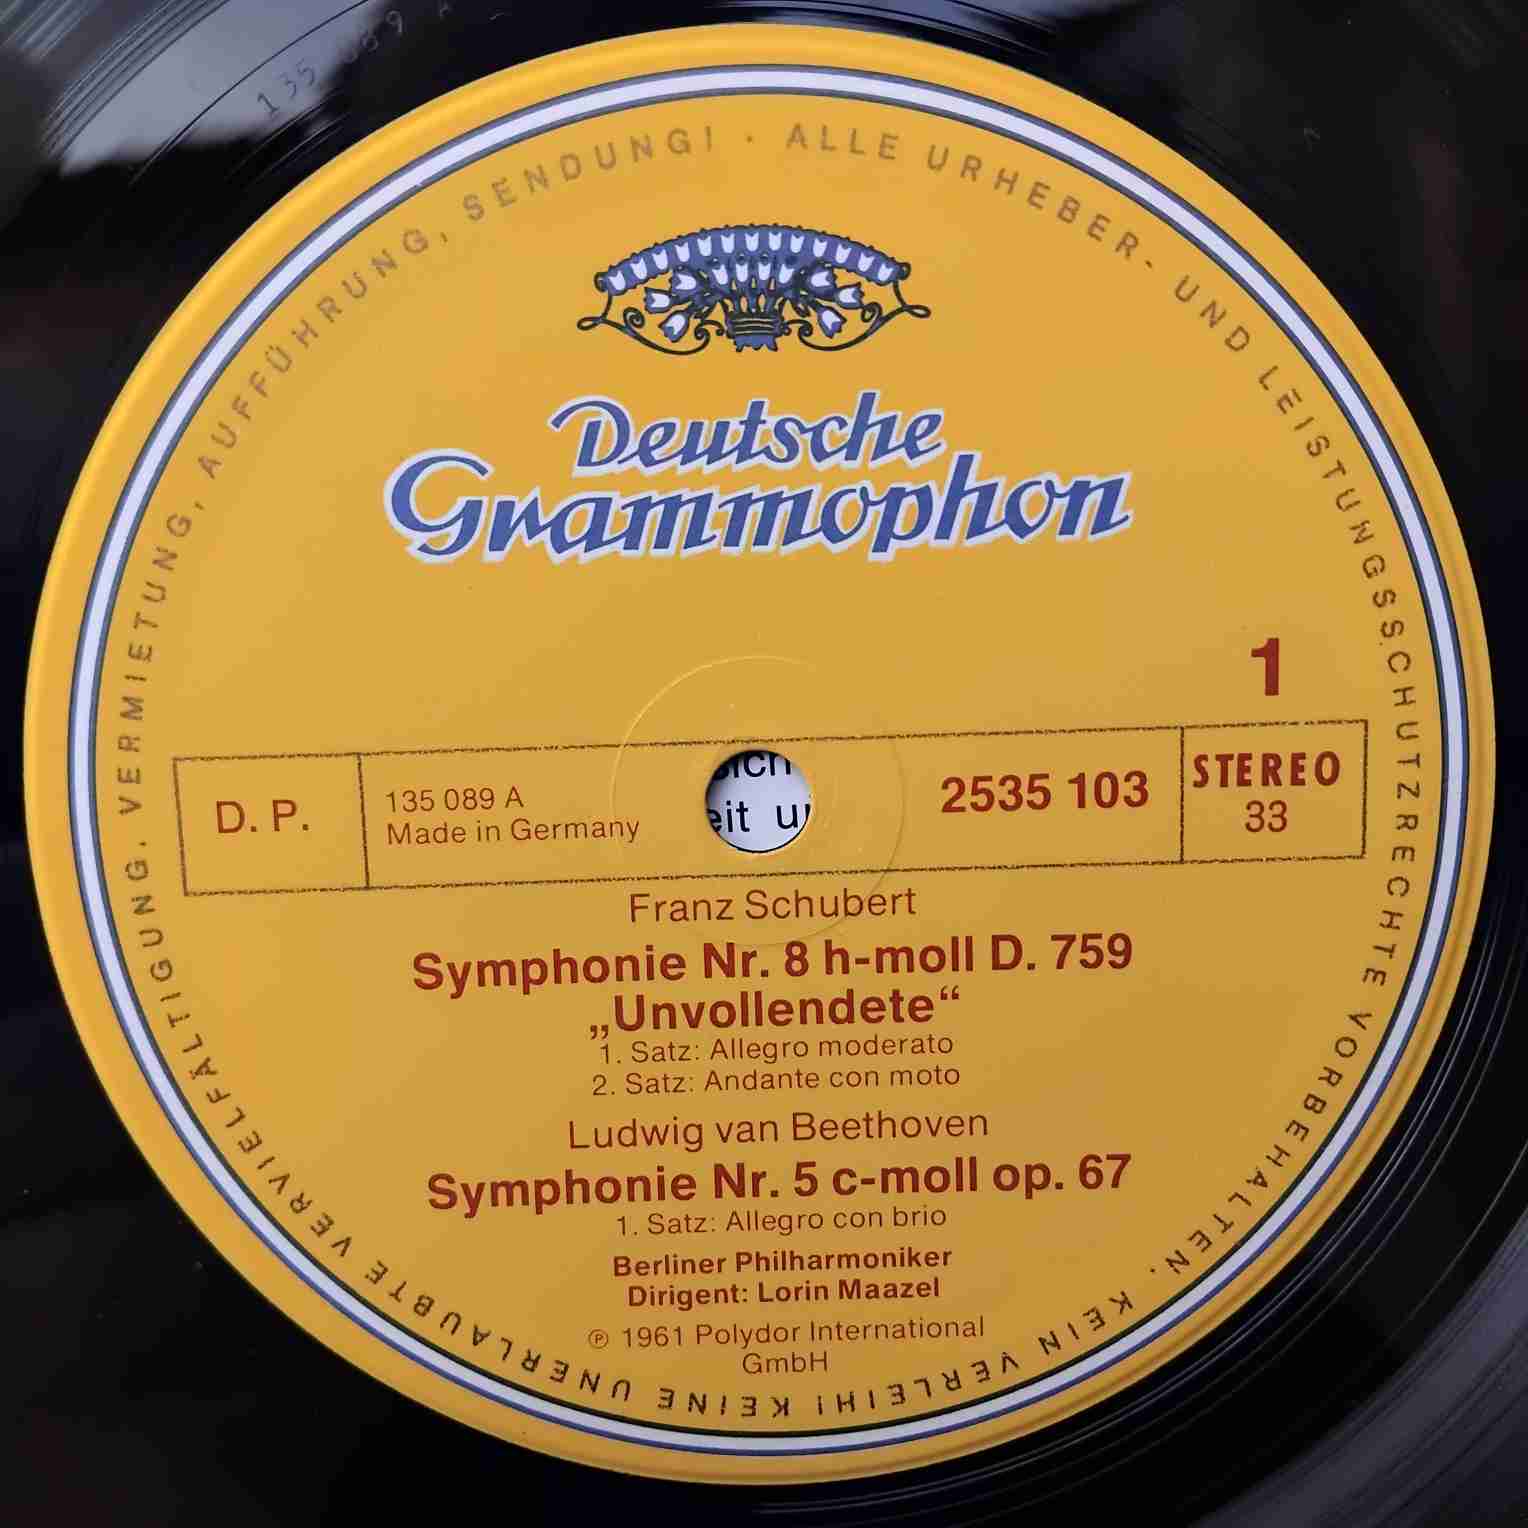 135 089 A
ALLE URHEBER- UND LEISTUNGSSCHUTZRECHTE VORBEHALTEN. KEIN VERLEIH! KEINE UNERLAUBTE VERVIELFÄLTIGUNG. VERMIETUNG, AUFFÜHRUNG, SENDUNG! ·
Deutsche
Grammophon
1
D. P.
135 089 A
Made in Germany
2535 103
STEREO
33
Franz Schubert
Symphonie Nr. 8 h-moll D. 759
„Unvollendete“
1. Satz: Allegro moderato
2. Satz: Andante con moto
Ludwig van Beethoven
Symphonie Nr. 5 c-moll op. 67
1. Satz: Allegro con brio
Berliner Philharmoniker
Dirigent: Lorin Maazel
℗ 1961 Polydor International
GmbH